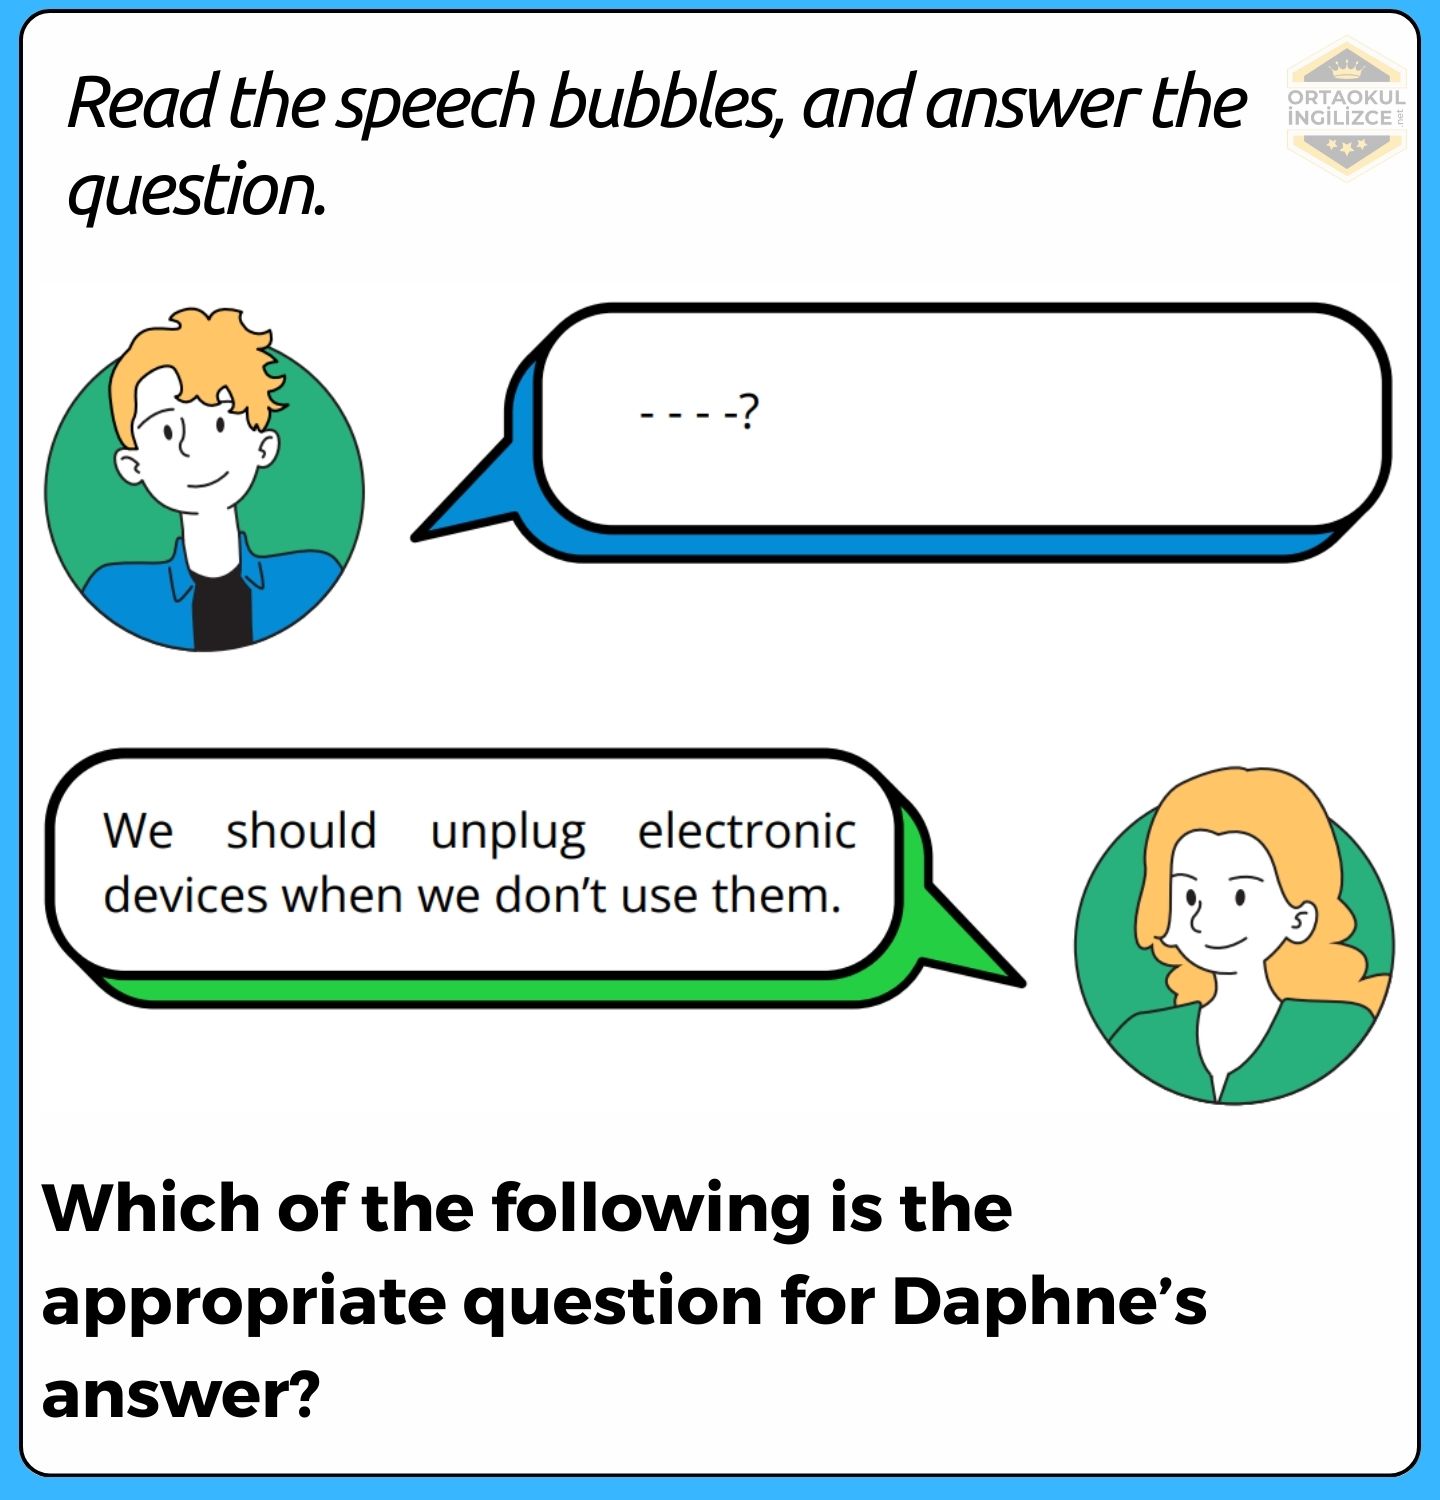 Read the speech bubbles, and answer the
question.
ORTAOKUL
İNGİLİZCE
.net
- - - -?
We should unplug electronic
devices when we don’t use them.
Which of the following is the
appropriate question for Daphne’s
answer?